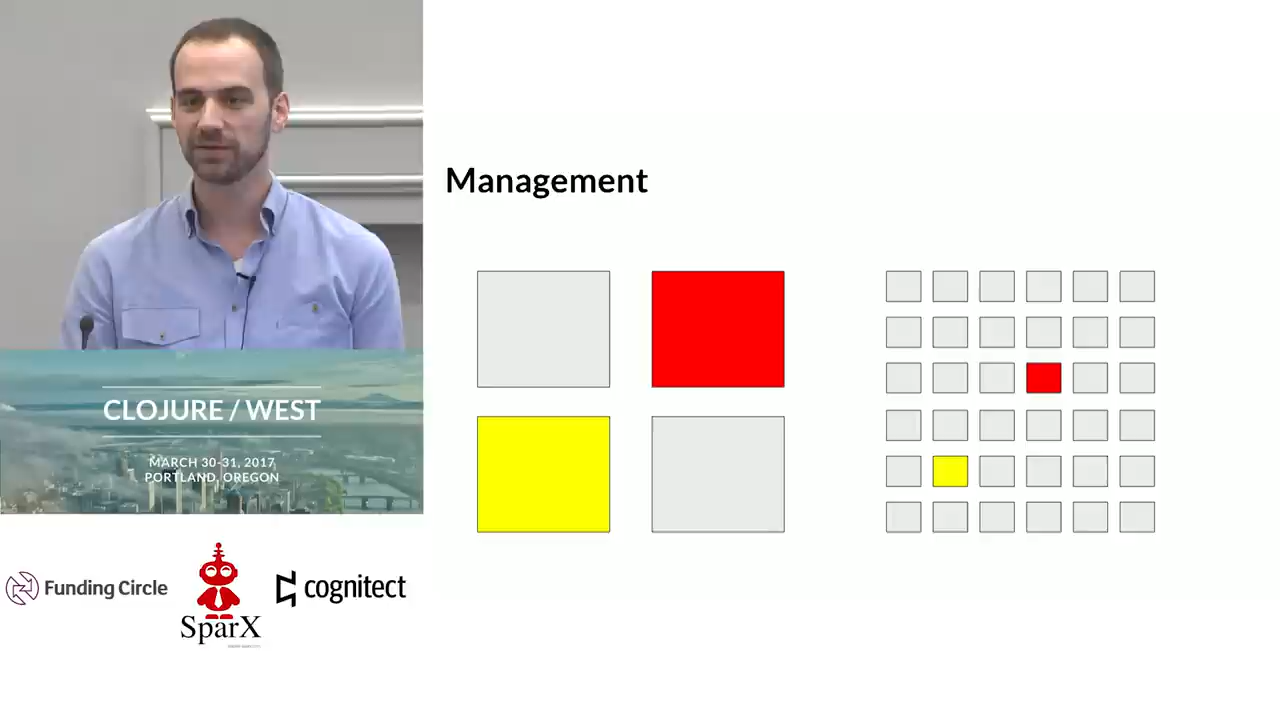 Management
CLOJURE / WEST
MARCH 30-31, 2017
PORTLAND, OREGON
Funding Circle
SparX
cognitect